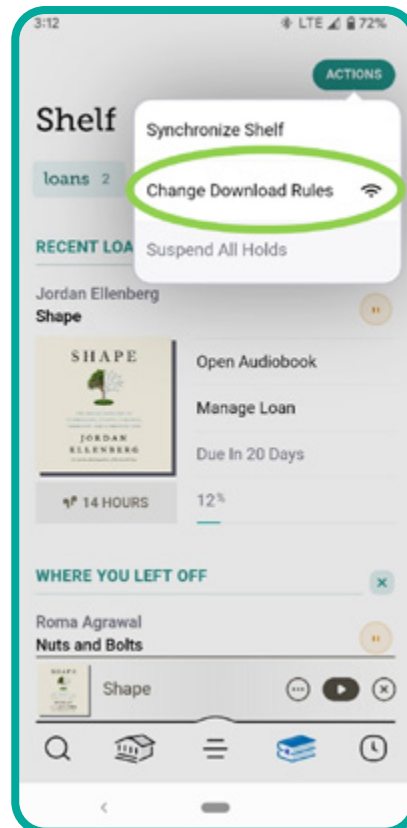 3:12 LTE 72%
ACTIONS
Shelf
Synchronize Shelf
loans 2
Change Download Rules
RECENT LOA
Suspend All Holds
Jordan Ellenberg
Shape
SHAPE
JORDAN
ELLENBERG
Open Audiobook
Manage Loan
Due In 20 Days
14 HOURS
12%
WHERE YOU LEFT OFF
Roma Agrawal
Nuts and Bolts
SHAPE
Shape